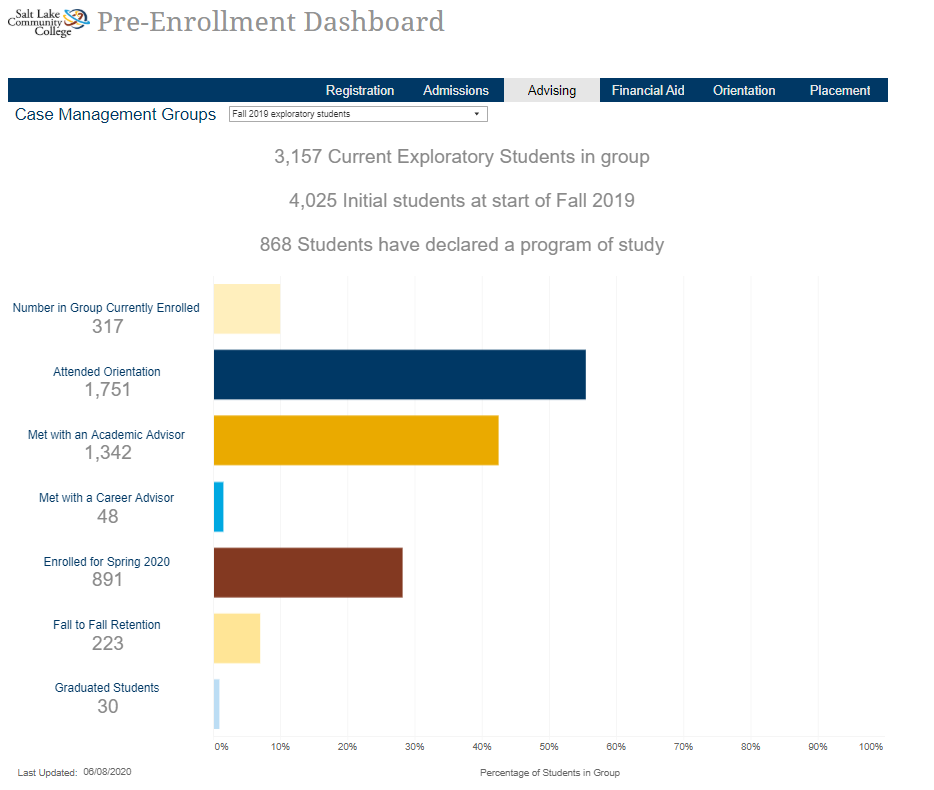 Salt Lake
Community
College
Pre-Enrollment Dashboard
Registration Admissions Advising Financial Aid Orientation Placement
Case Management Groups Fall 2019 exploratory students
3,157 Current Exploratory Students in group
4,025 Initial students at start of Fall 2019
868 Students have declared a program of study
Number in Group Currently Enrolled
317
Attended Orientation
1,751
Met with an Academic Advisor
1,342
Met with a Career Advisor
48
Enrolled for Spring 2020
891
Fall to Fall Retention
223
Graduated Students
30
0% 10% 20% 30% 40% 50% 60% 70% 80% 90% 100%
Last Updated: 06/08/2020 Percentage of Students in Group